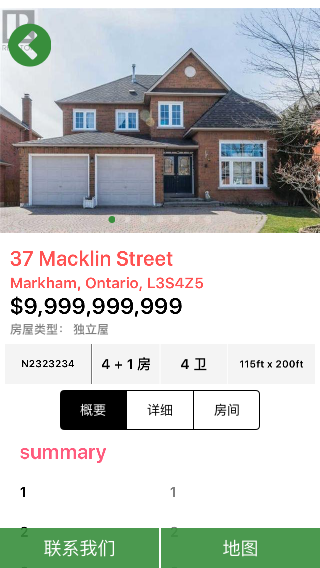 37 Macklin Street
Markham, Ontario, L3S4Z5
$9,999,999,999
房屋类型： 独立屋
N2323234
4 + 1 房
4 卫
115ft x 200ft
概要
详细
房间
summary
1
1
2
2
联系我们
地图